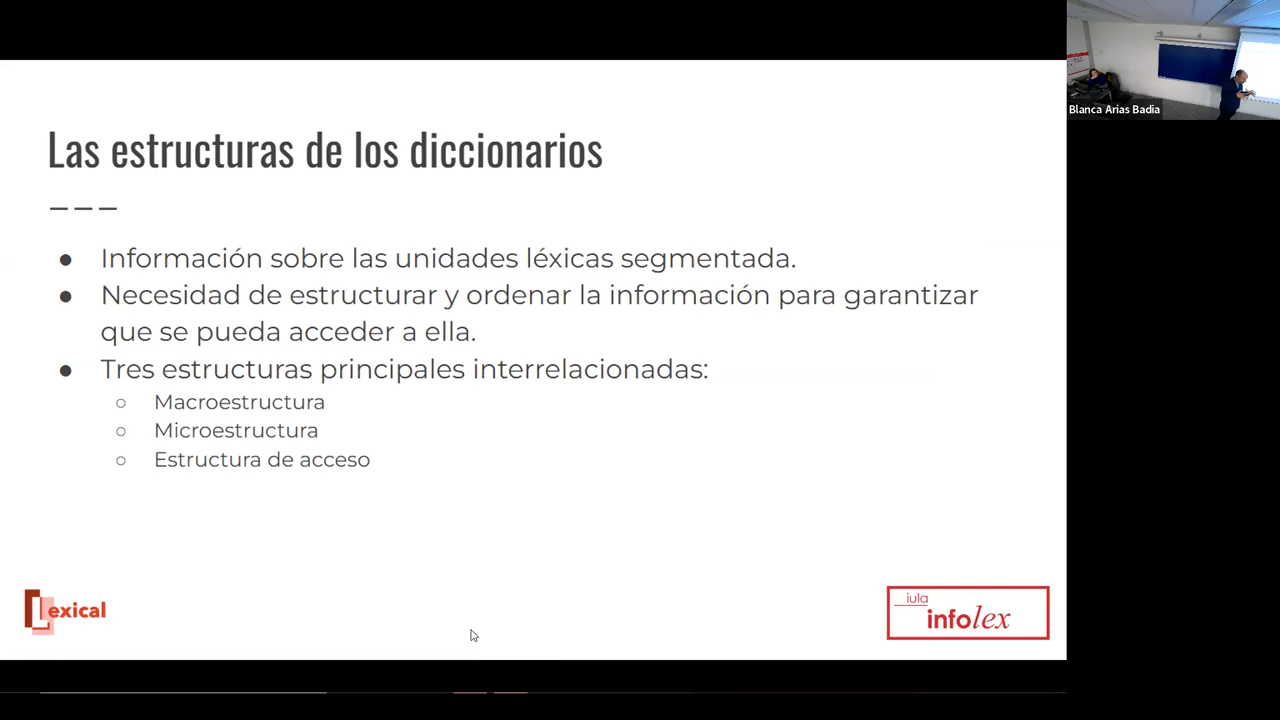 Las estructuras de los diccionarios
Información sobre las unidades léxicas segmentada.
Necesidad de estructurar y ordenar la información para garantizar
que se pueda acceder a ella.
Tres estructuras principales interrelacionadas:
Macroestructura
Microestructura
Estructura de acceso
Lexical
iula
infolex
Blanca Arias Badia